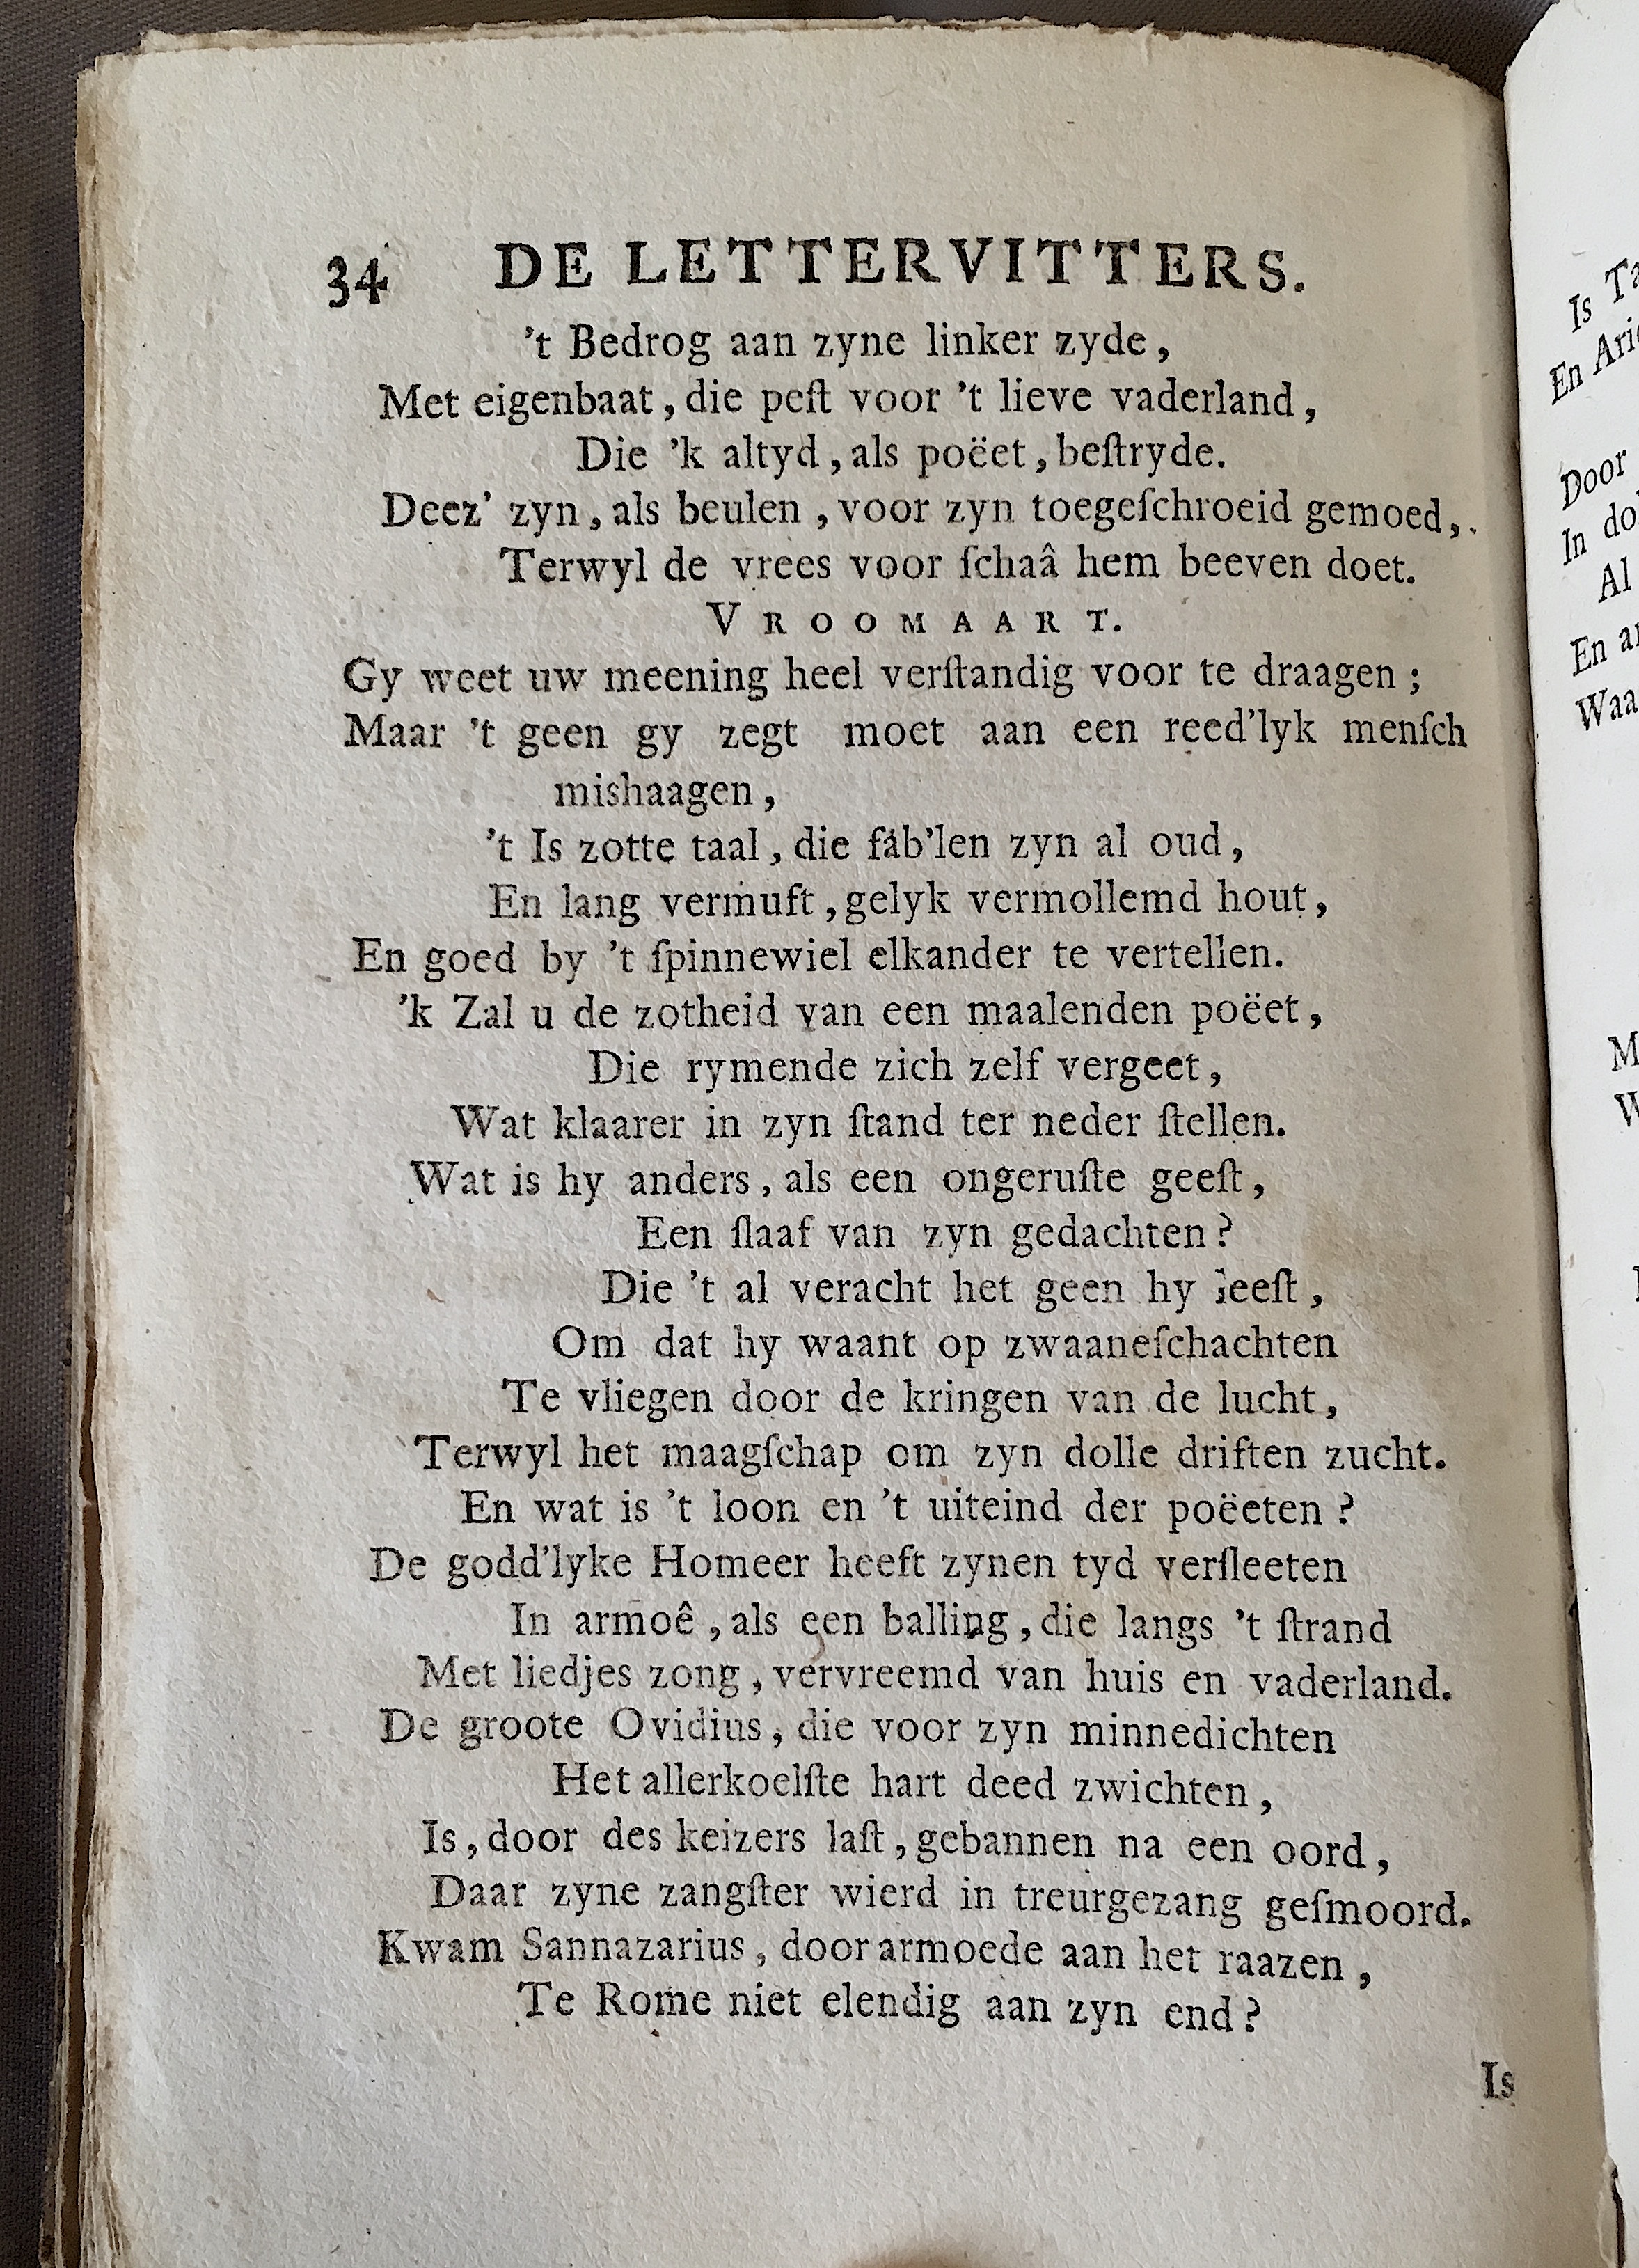 34 DE LETTERVITTERS.
't Bedrog aan zyne linker zyde,
Met eigenbaat, die peſt voor 't lieve vaderland,
Die 'k altyd, als poëet, beſtryde.
Deez' zyn, als beulen, voor zyn toegeſchroeid gemoed,.
Terwyl de vrees voor ſchaâ hem beeven doet.
VROOMAART.
Gy weet uw meening heel verſtandig voor te draagen;
Maar 't geen gy zegt moet aan een reed'lyk menſch
mishaagen,
't Is zotte taal, die fab'len zyn al oud,
En lang vermuft, gelyk vermollemd hout,
En goed by 't ſpinnewiel elkander te vertellen.
'k Zal u de zotheid van een maalenden poëet,
Die rymende zich zelf vergeet,
Wat klaarer in zyn ſtand ter neder ſtellen.
Wat is hy anders, als een ongeruſte geeſt,
Een ſlaaf van zyn gedachten?
Die 't al veracht het geen hy leeſt,
Om dat hy waant op zwaaneſchachten
Te vliegen door de kringen van de lucht,
Terwyl het maagſchap om zyn dolle driften zucht.
En wat is 't loon en 't uiteind der poëeten?
De godd'lyke Homeer heeft zynen tyd verſleeten
In armoê, als een balling, die langs 't ſtrand
Met liedjes zong, vervreemd van huis en vaderland.
De groote Ovidius, die voor zyn minnedichten
Het allerkoelſte hart deed zwichten,
Is, door des keizers laſt, gebannen na een oord,
Daar zyne zangſter wierd in treurgezang geſmoord.
Kwam Sannazarius, door armoede aan het raazen,
Te Rome niet elendig aan zyn end?
Is
Is
En
Door
In
Al
En